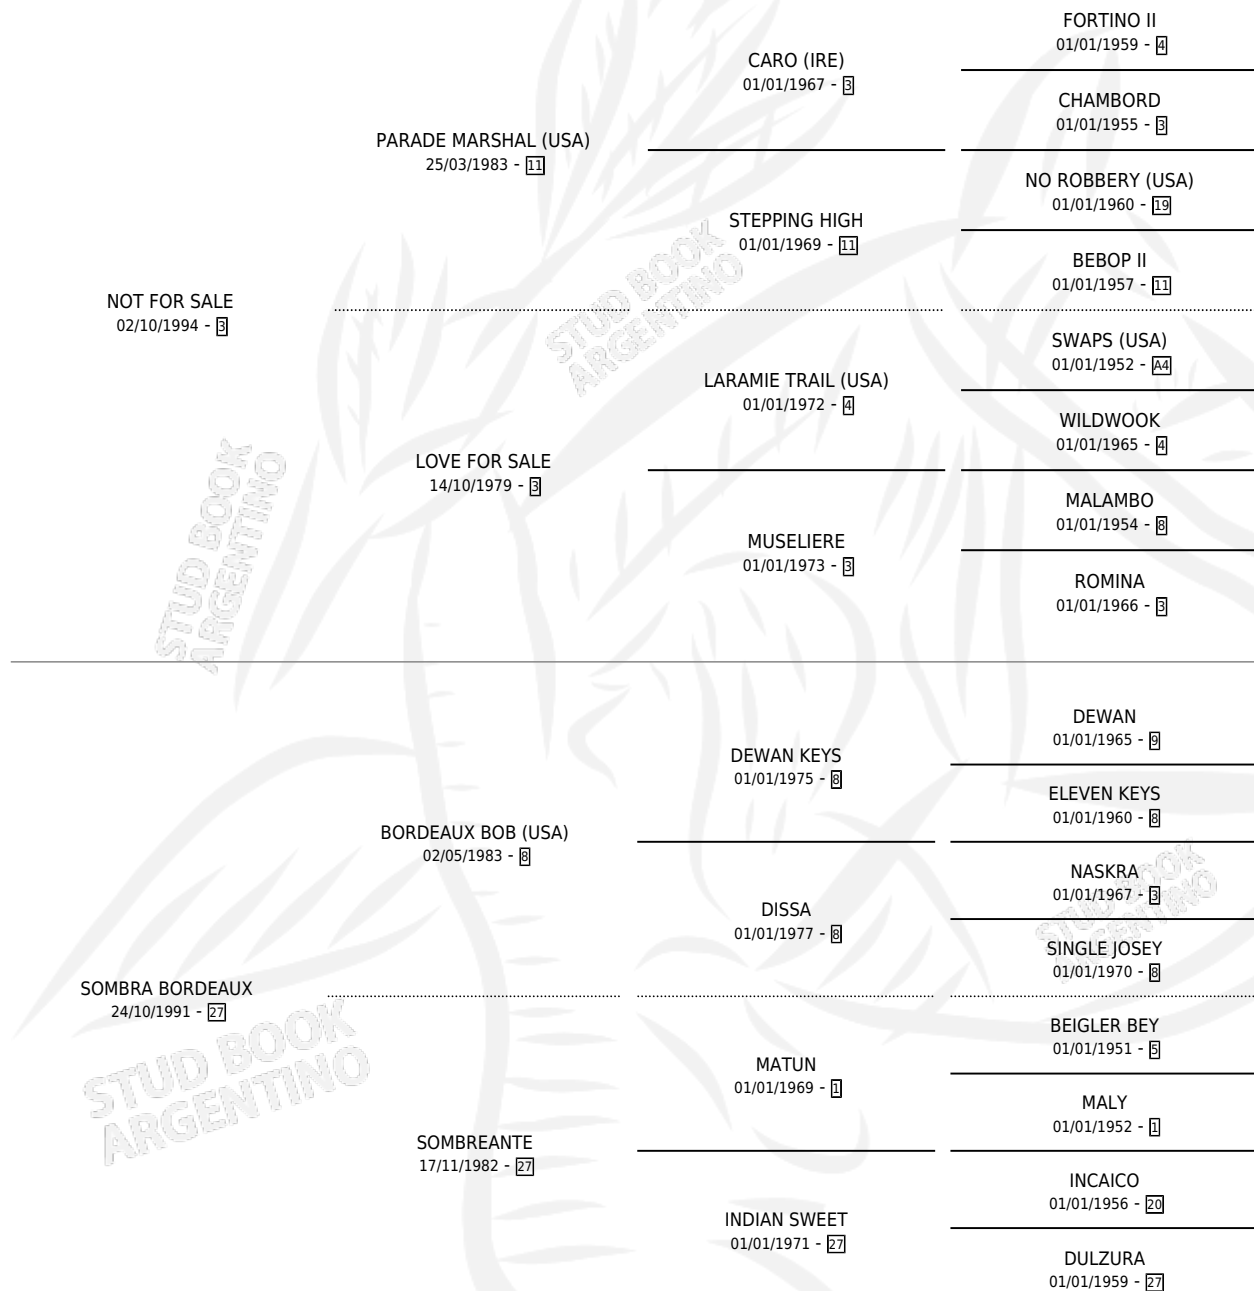 FORTINO II
01/01/1959 - 4
CARO (IRE)
01/01/1967 - 3
CHAMBORD
01/01/1955 - 3
PARADE MARSHAL (USA)
25/03/1983 - 11
NO ROBBERY (USA)
01/01/1960 - 19
STEPPING HIGH
01/01/1969 - 11
BEBOP II
01/01/1957 - 11
NOT FOR SALE
02/10/1994 - 3
STUD BOOK
ARGENTINO
SWAPS (USA)
01/01/1952 - A4
LARAMIE TRAIL (USA)
01/01/1972 - 4
WILDWOOK
01/01/1965 - 4
LOVE FOR SALE
14/10/1979 - 3
MALAMBO
01/01/1954 - 8
MUSELIERE
01/01/1973 - 3
ROMINA
01/01/1966 - 3
STUD BOOK
ARGENTINO
DEWAN
01/01/1965 - 9
DEWAN KEYS
01/01/1975 - 8
ELEVEN KEYS
01/01/1960 - 8
BORDEAUX BOB (USA)
02/05/1983 - 8
NASKRA
01/01/1967 - 3
DISSA
01/01/1977 - 8
SINGLE JOSEY
01/01/1970 - 8
STUD BOOK
ARGENTINO
SOMBRA BORDEAUX
24/10/1991 - 27
BEIGLER BEY
01/01/1951 - 5
MATUN
01/01/1969 - 1
MALY
01/01/1952 - 1
STUD BOOK
ARGENTINO
SOMBREANTE
17/11/1982 - 27
INCAICO
01/01/1956 - 20
INDIAN SWEET
01/01/1971 - 27
DULZURA
01/01/1959 - 27